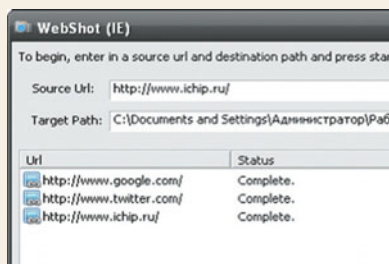 WebShot (IE)
To begin, enter in a source url and destination path and press
Source Url: http://www.ichip.ru/
Target Path: C:\Documents and Settings\Администратор\
Url Status
http://www.google.com/ Complete.
http://www.twitter.com/ Complete.
http://www.ichip.ru/ Complete.